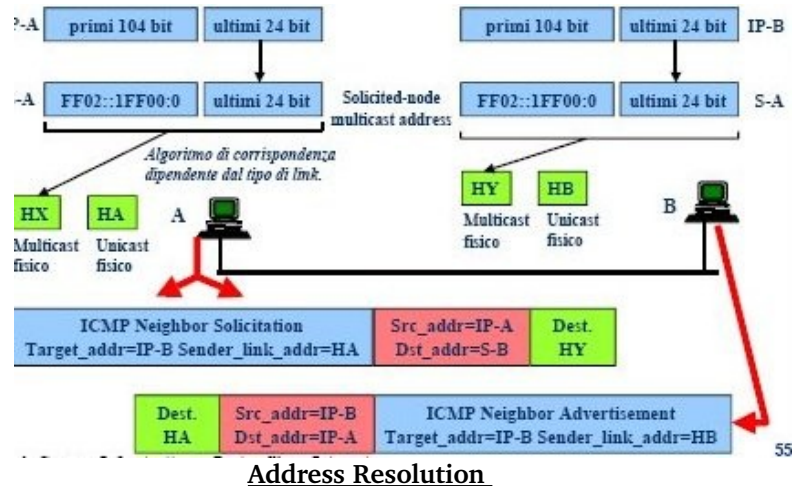 P-A primi 104 bit ultimi 24 bit primi 104 bit ultimi 24 bit IP-B
-A FF02::1FF00:0 ultimi 24 bit Solicited-node multicast address FF02::1FF00:0 ultimi 24 bit S-A
Algoritmo di corrispondenza
dipendente dal tipo di link.
HX HA A HY HB B
Multicast fisico Unicast fisico Multicast fisico Unicast fisico
ICMP Neighbor Solicitation Src_addr=IP-A Dest.
Target_addr=IP-B Sender_link_addr=HA Dst_addr=S-B HY
Dest. Src_addr=IP-B ICMP Neighbor Advertisement
HA Dst_addr=IP-A Target_addr=IP-B Sender_link_addr=HB
55
Address Resolution